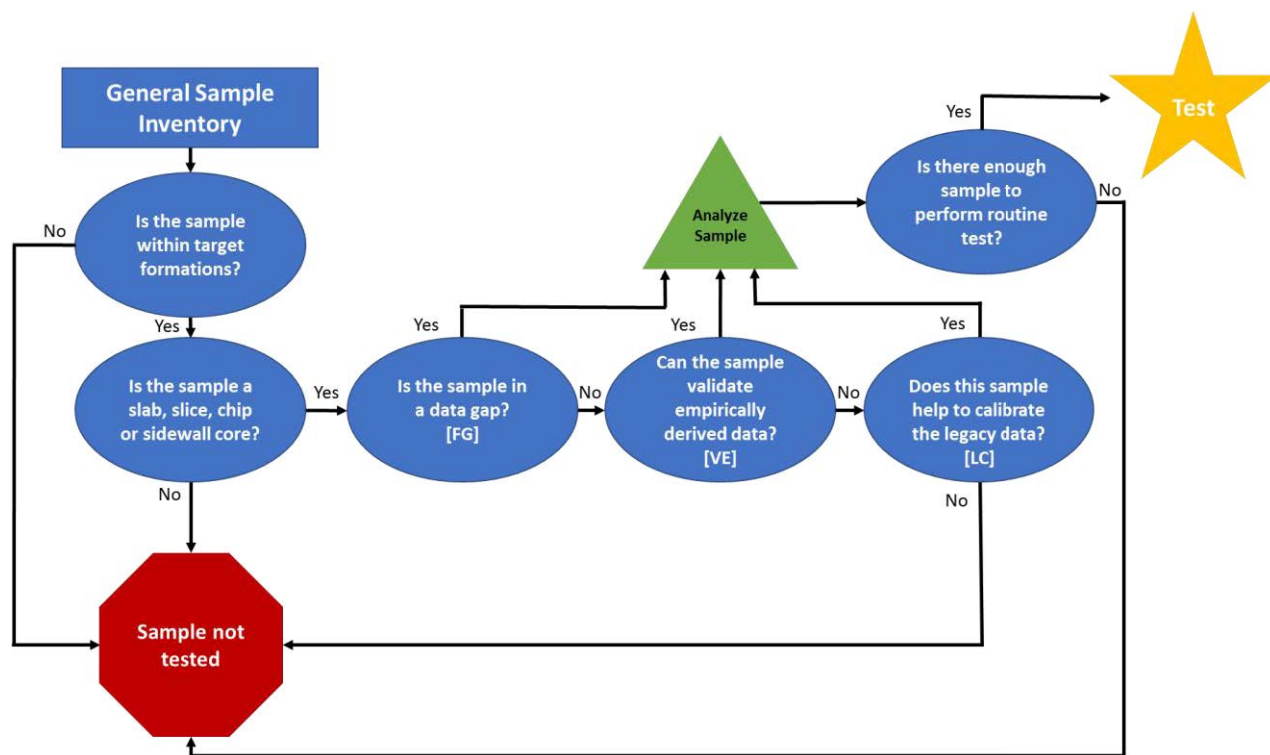 General Sample
Inventory
No
Is the sample
within target
formations?
Yes
Is the sample a
slab, slice, chip
or sidewall core?
Yes
No
Is the sample in
a data gap?
[FG]
Yes
No
Can the sample
validate
empirically
derived data?
[VE]
Yes
No
Does this sample
help to calibrate
the legacy data?
[LC]
Yes
No
Analyze
Sample
Is there enough
sample to
perform routine
test?
Yes
No
Test
Sample not
tested